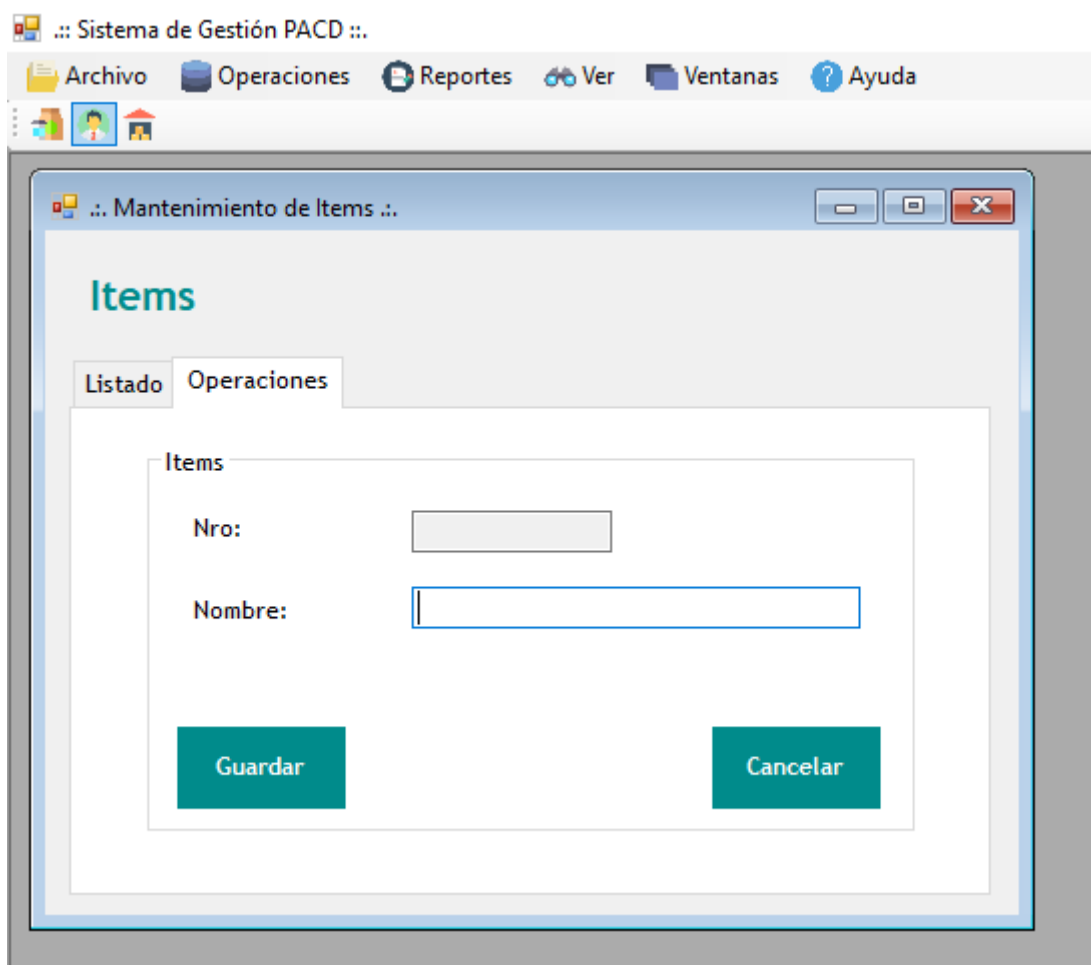 .:: Sistema de Gestión PACD ::.
Archivo Operaciones Reportes Ver Ventanas ? Ayuda
.:. Mantenimiento de Items .:.
Items
Listado Operaciones
Items
Nro:
Nombre:
Guardar Cancelar